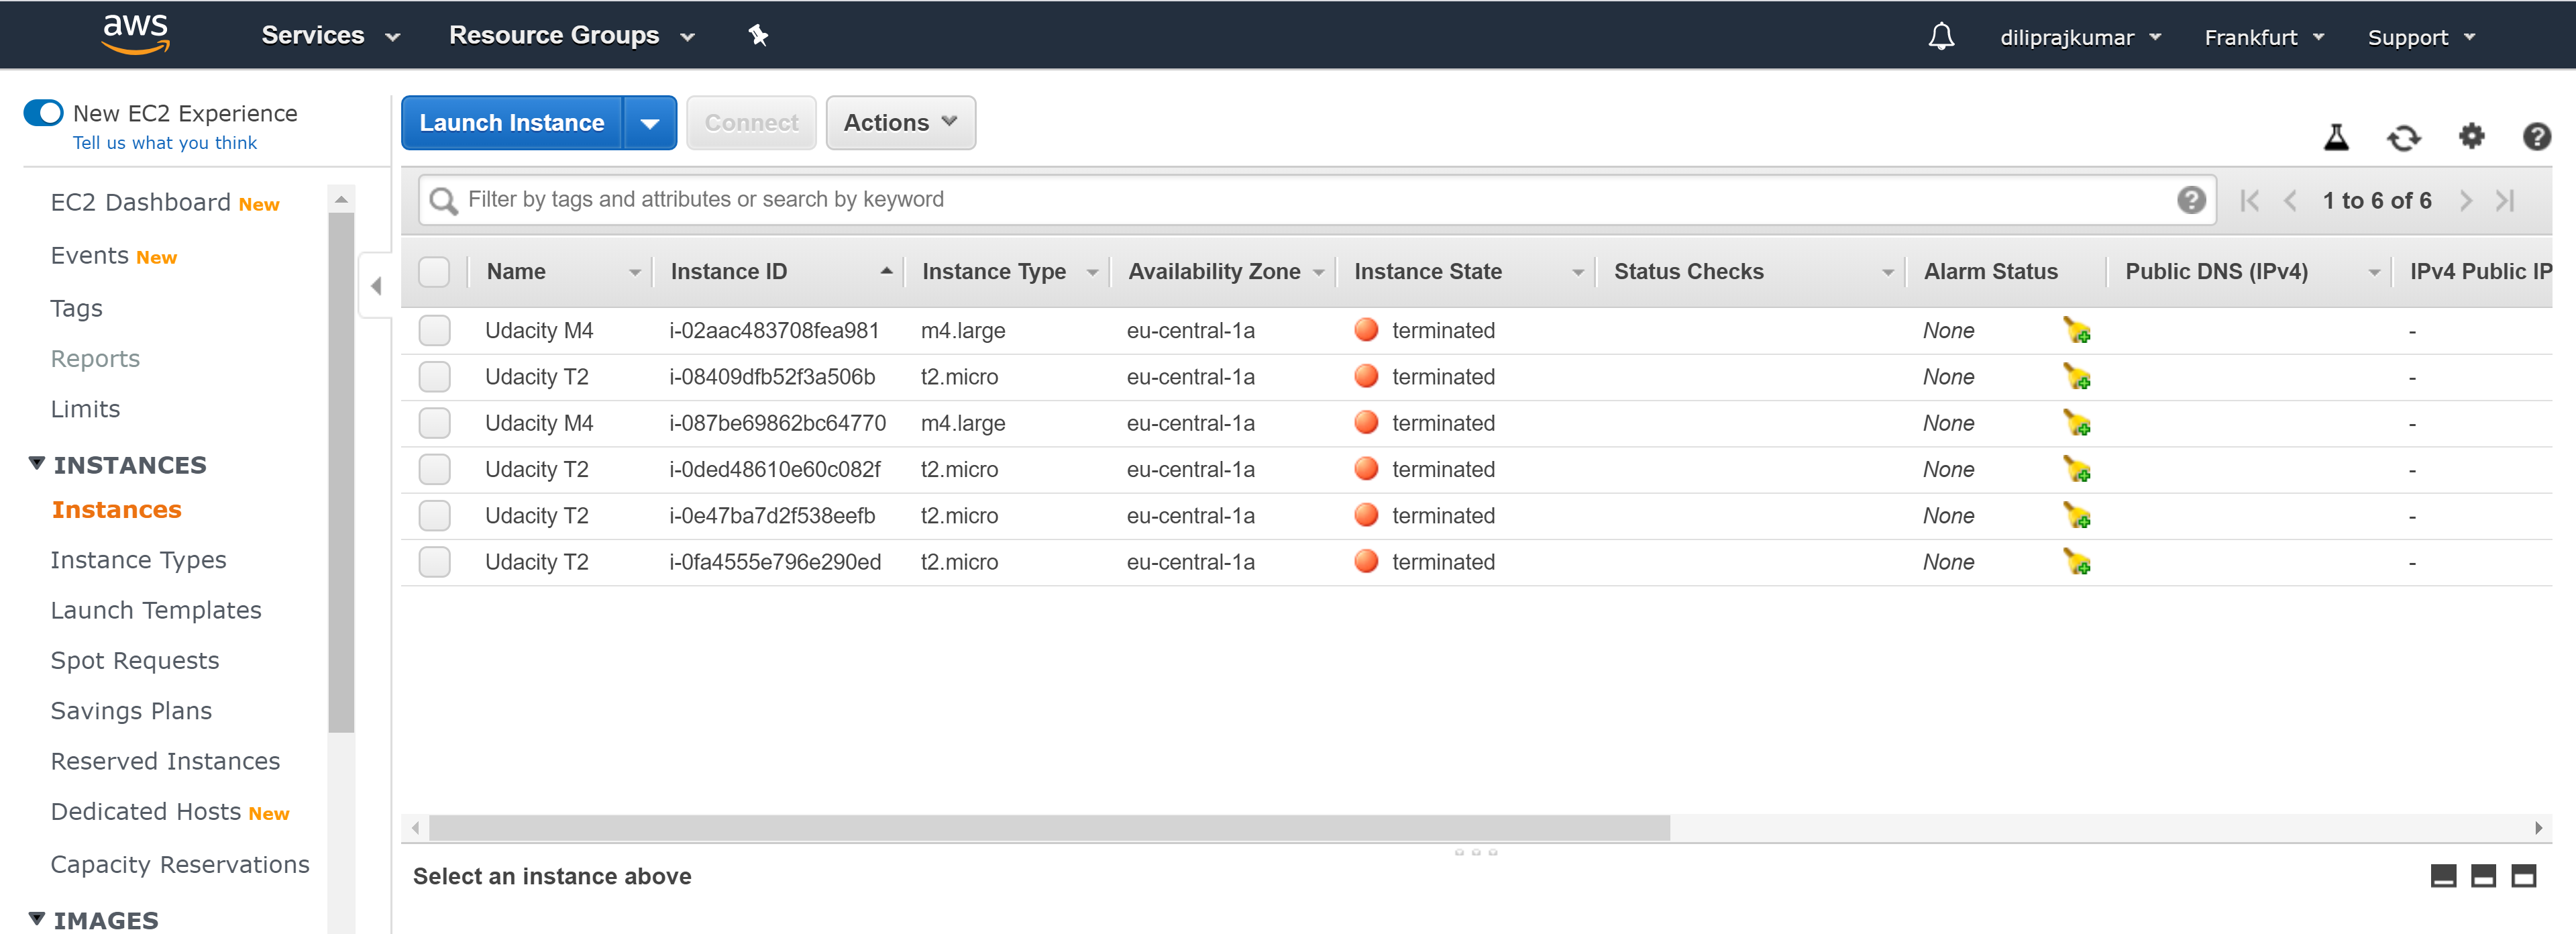 aws Services Resource Groups diliprajkumar Frankfurt Support
New EC2 Experience
Tell us what you think
EC2 Dashboard New
Events New
Tags
Reports
Limits
INSTANCES
Instances
Instance Types
Launch Templates
Spot Requests
Savings Plans
Reserved Instances
Dedicated Hosts New
Capacity Reservations
IMAGES
Launch Instance Connect Actions
Filter by tags and attributes or search by keyword 1 to 6 of 6
Name Instance ID Instance Type Availability Zone Instance State Status Checks Alarm Status Public DNS (IPv4) IPv4 Public IP
Udacity M4 i-02aac483708fea981 m4.large eu-central-1a terminated None -
Udacity T2 i-08409dfb52f3a506b t2.micro eu-central-1a terminated None -
Udacity M4 i-087be69862bc64770 m4.large eu-central-1a terminated None -
Udacity T2 i-0ded48610e60c082f t2.micro eu-central-1a terminated None -
Udacity T2 i-0e47ba7d2f538eefb t2.micro eu-central-1a terminated None -
Udacity T2 i-0fa4555e796e290ed t2.micro eu-central-1a terminated None -
Select an instance above